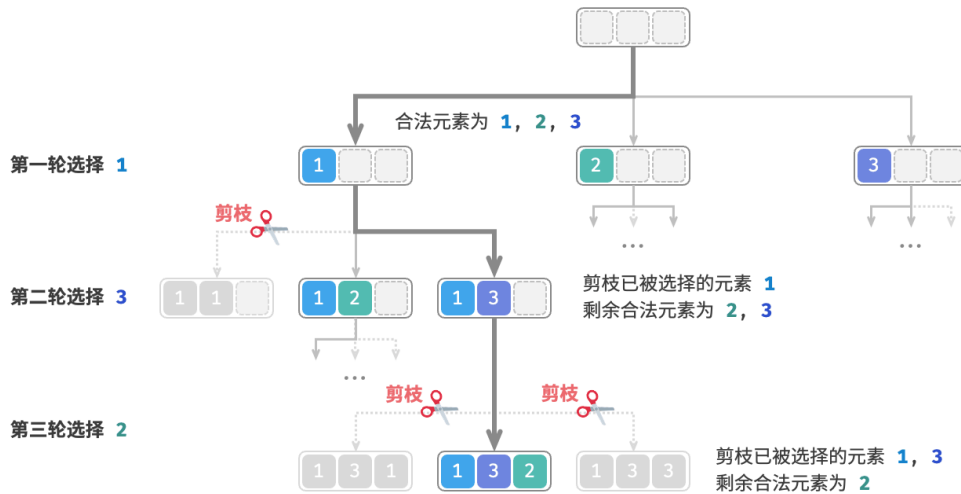 合法元素为 1, 2, 3
第一轮选择 1
1
2
3
剪枝
...
...
第二轮选择 3
1 1
1 2
1 3
剪枝已被选择的元素 1
剩余合法元素为 2, 3
...
剪枝
剪枝
第三轮选择 2
1 3 1
1 3 2
1 3 3
剪枝已被选择的元素 1, 3
剩余合法元素为 2